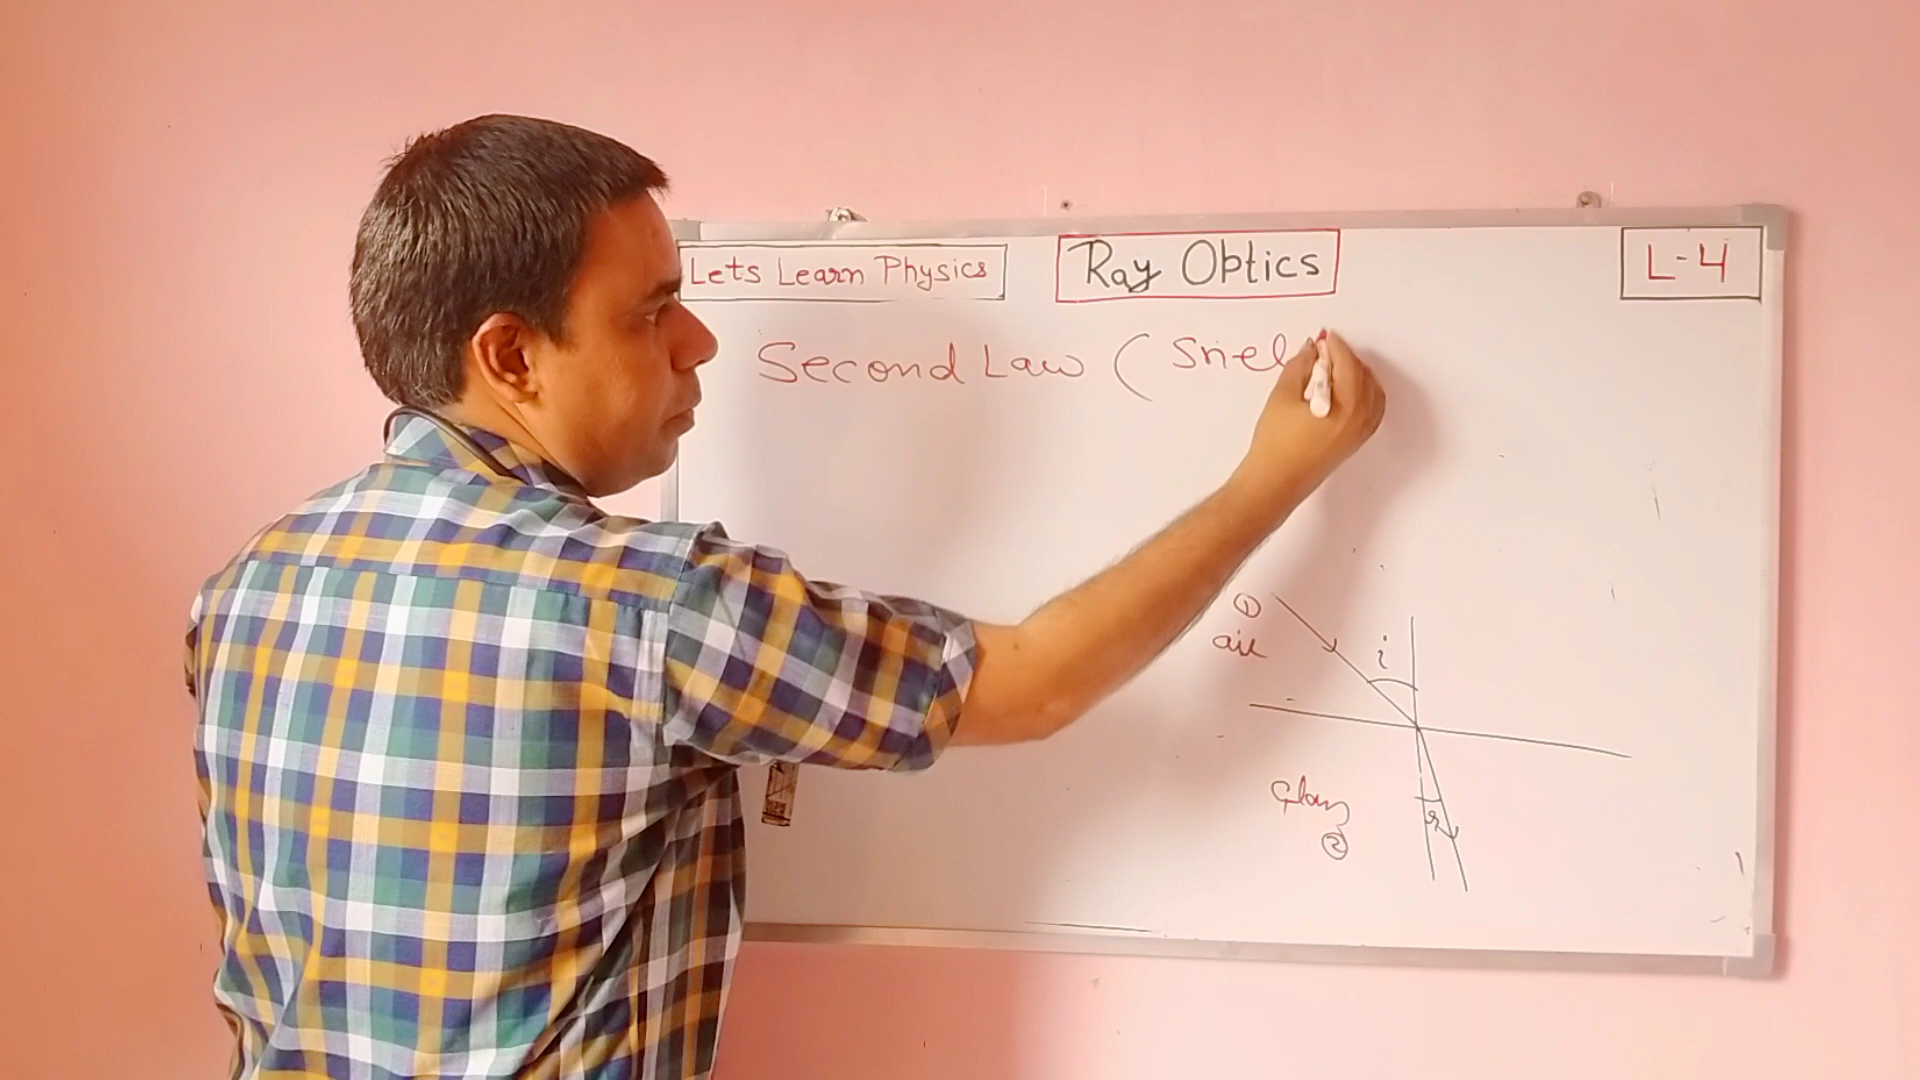 Lets Learn Physics
Ray Optics
L-4
Second Law ( Snel
①
air
i
Glass
②
r